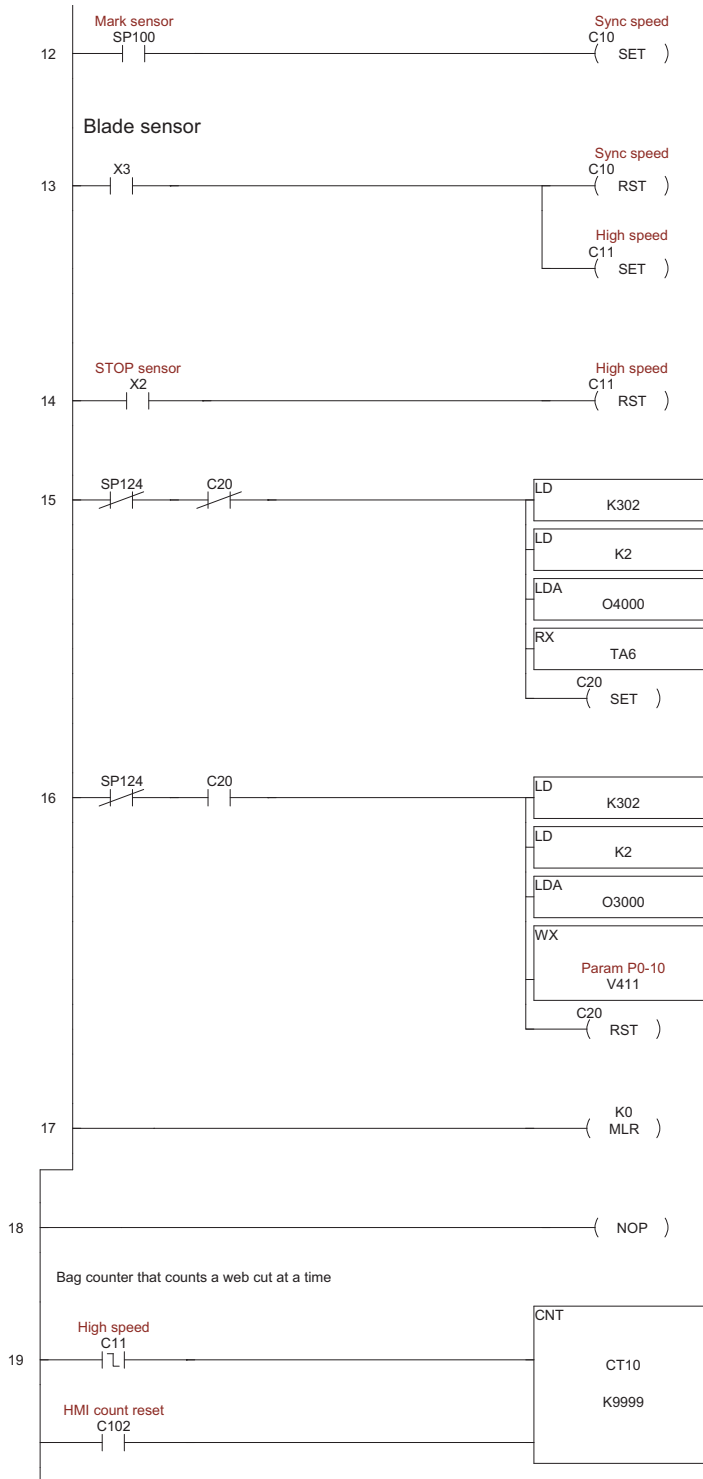 Mark sensor
SP100
Sync speed
C10
12
SET
Blade sensor
Sync speed
X3
C10
13
RST
High speed
C11
SET
STOP sensor
High speed
X2
C11
14
RST
SP124
C20
LD
15
K302
LD
K2
LDA
O4000
RX
TA6
C20
SET
SP124
C20
LD
16
K302
LD
K2
LDA
O3000
WX
Param P0-10
V411
C20
RST
K0
17
MLR
18
NOP
Bag counter that counts a web cut at a time
CNT
High speed
C11
19
CT10
K9999
HMI count reset
C102